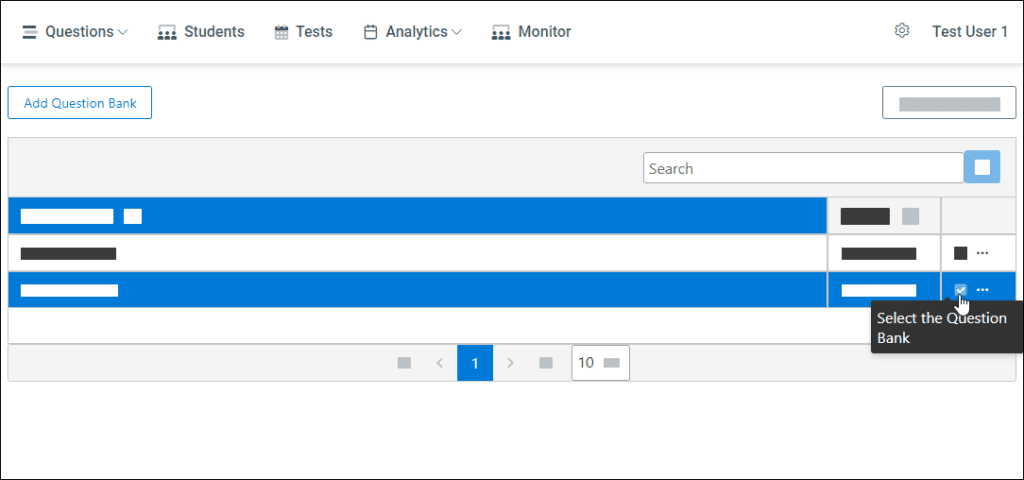 Questions Students Tests Analytics Monitor Test User 1
Add Question Bank
Search
Select the Question
Bank
1 10